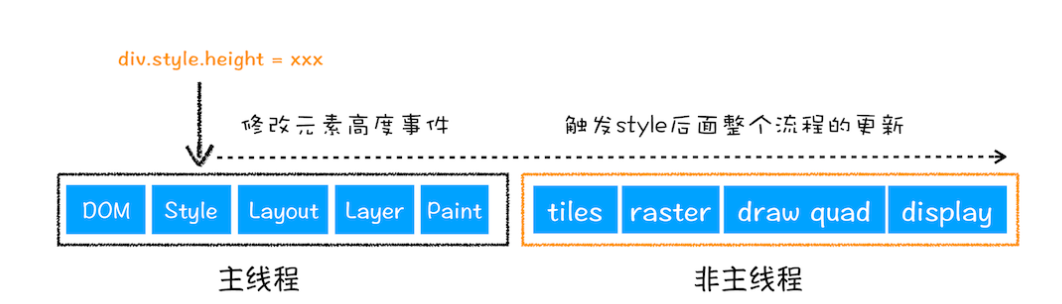 div.style.height = xxx
修改元素高度事件
触发style后面整个流程的更新
DOM Style Layout Layer Paint tiles raster draw quad display
主线程 非主线程